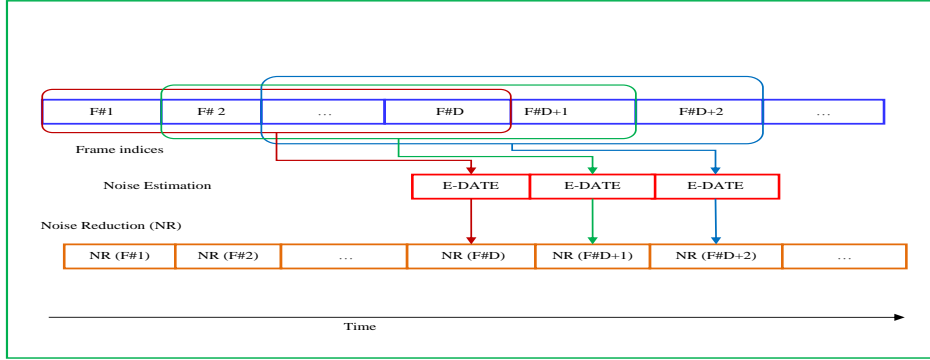 F#1 F# 2 … F#D F#D+1 F#D+2 …
Frame indices
Noise Estimation E-DATE E-DATE E-DATE
Noise Reduction (NR)
NR (F#1) NR (F#2) … NR (F#D) NR (F#D+1) NR (F#D+2) …
Time